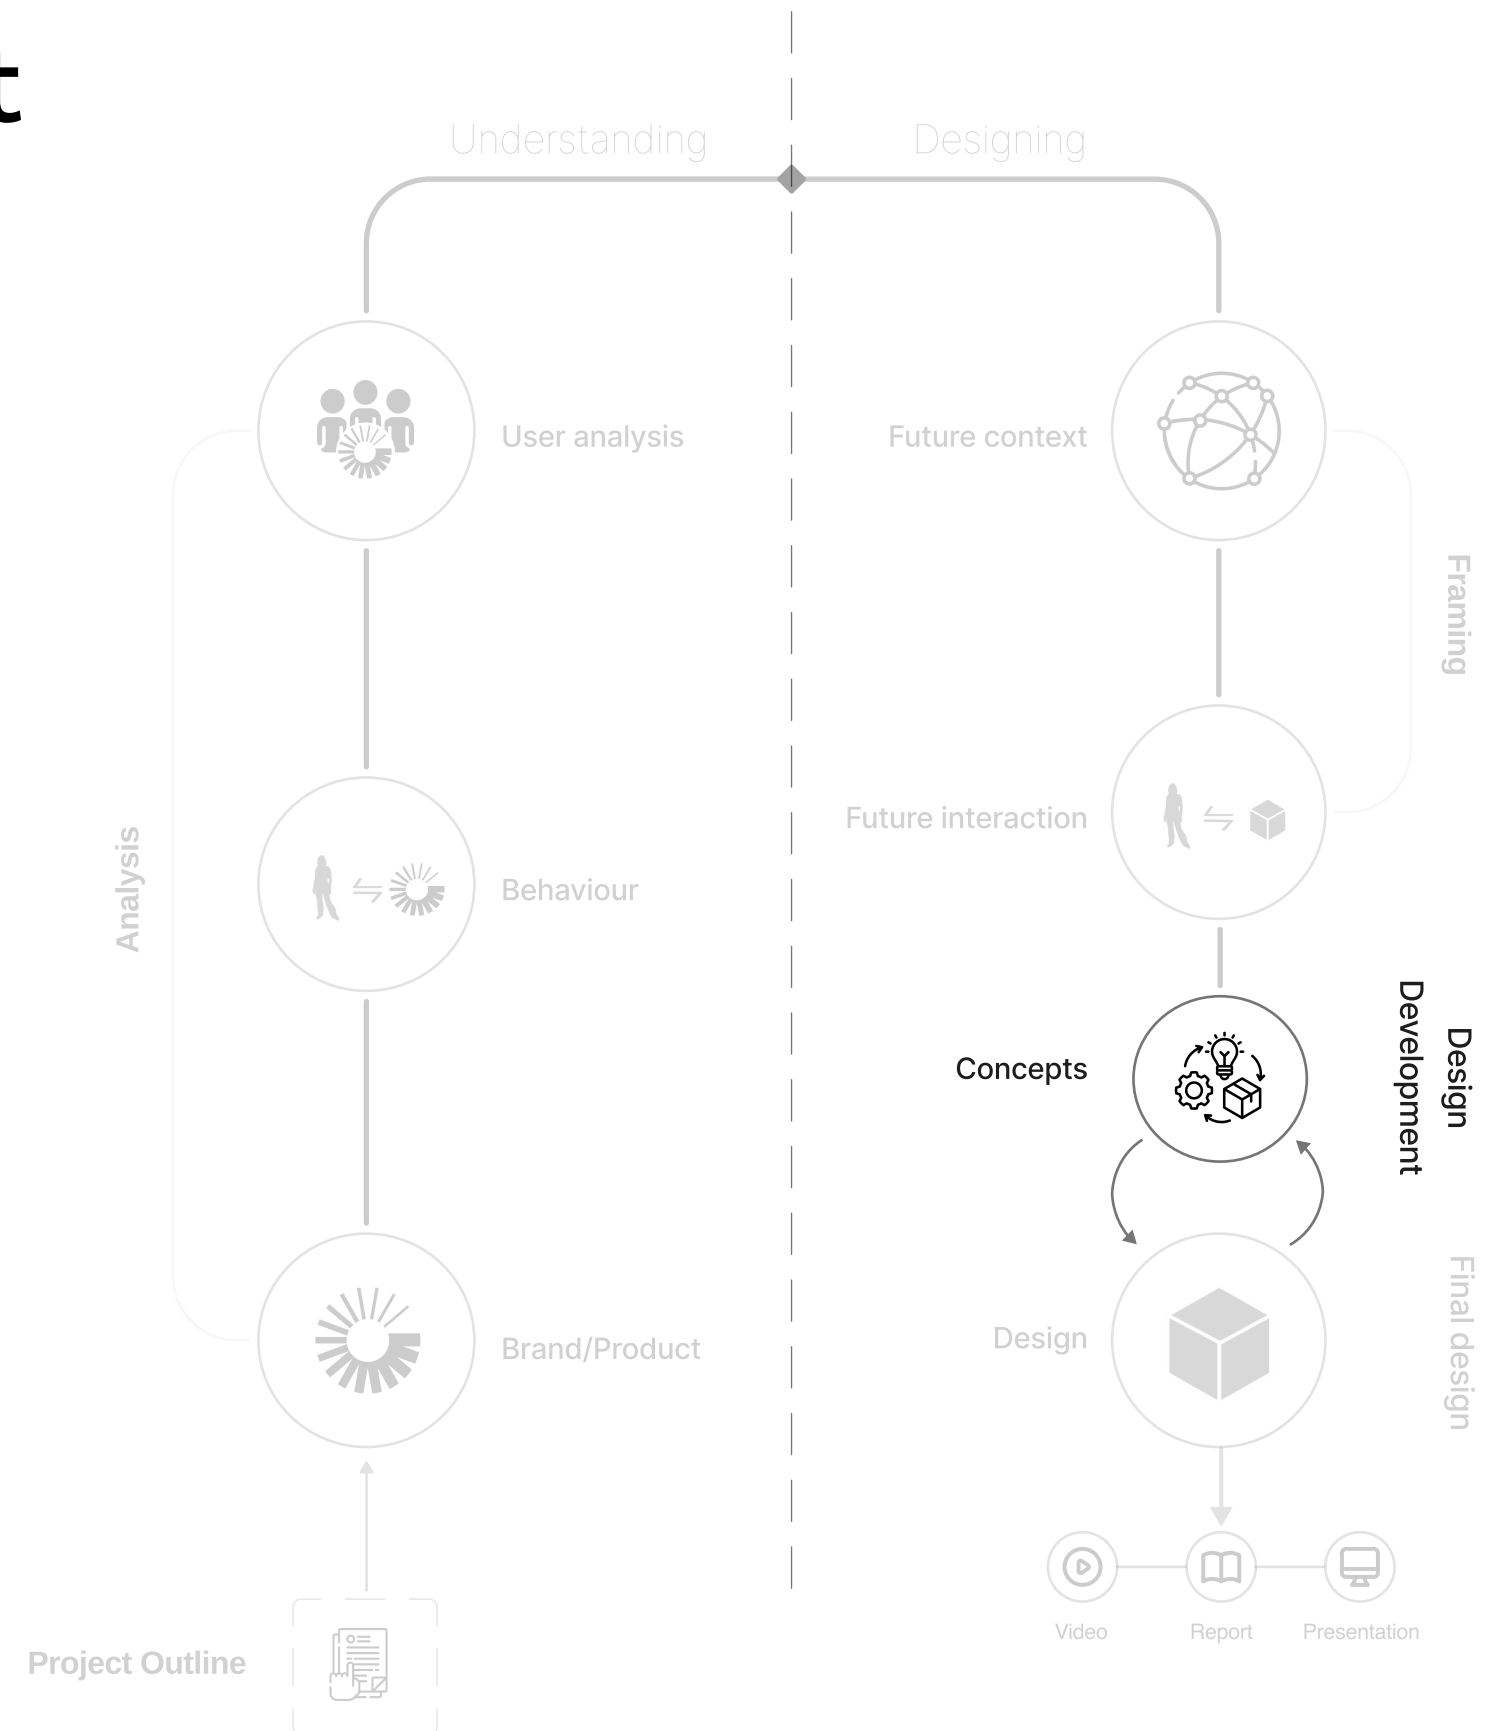 t
Understanding
Designing
User analysis
Future context
Framing
Future interaction
Analysis
Behaviour
Concepts
Design
Development
Brand/Product
Design
Final design
Video
Report
Presentation
Project Outline